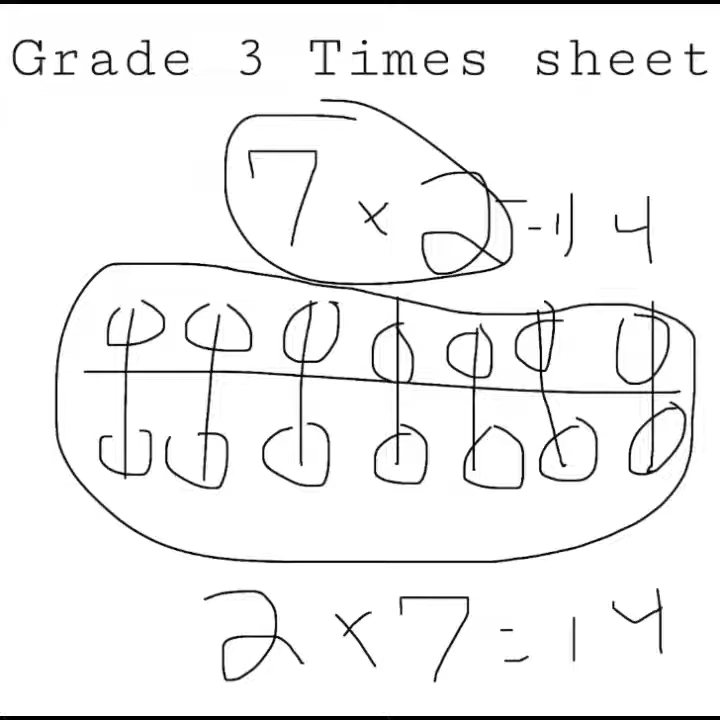 Grade 3 Times sheet
7 x 2 = 14
2 x 7 = 14